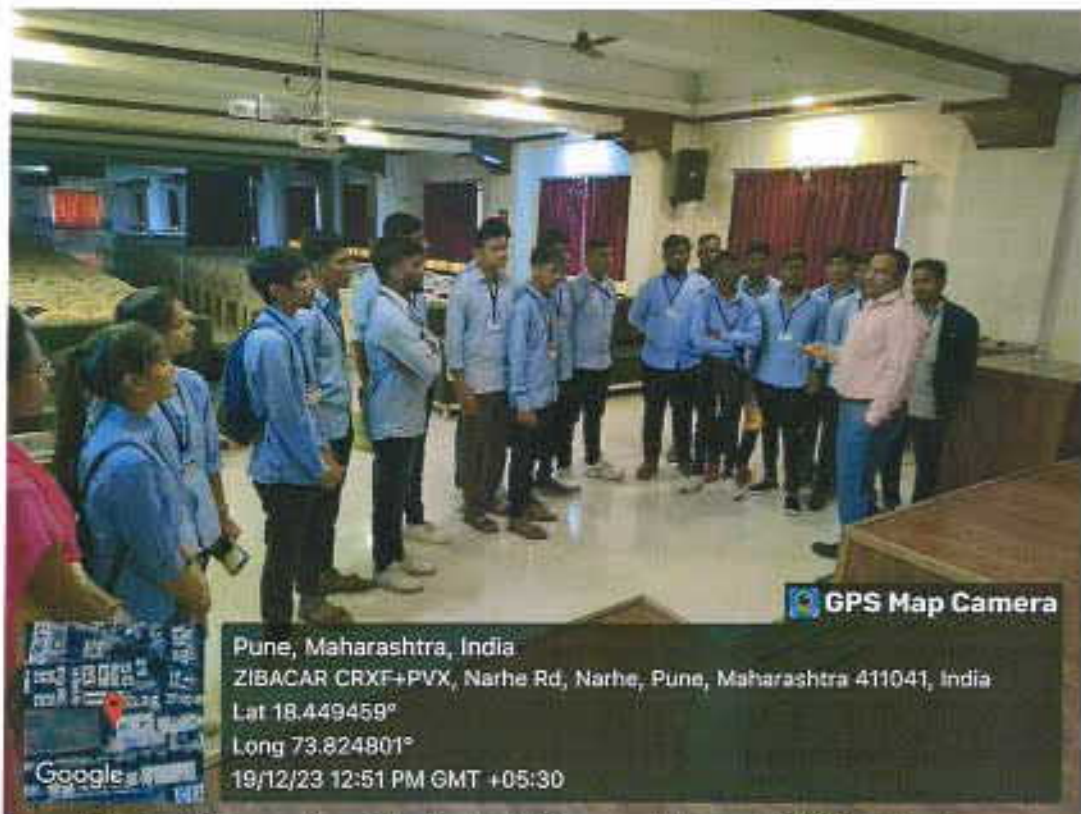 GPS Map Camera
Pune, Maharashtra, India
ZIBACAR CRXF+PVX, Narhe Rd, Narhe, Pune, Maharashtra 411041, India
Lat 18.449459°
Long 73.824801°
19/12/23 12:51 PM GMT +05:30
Google